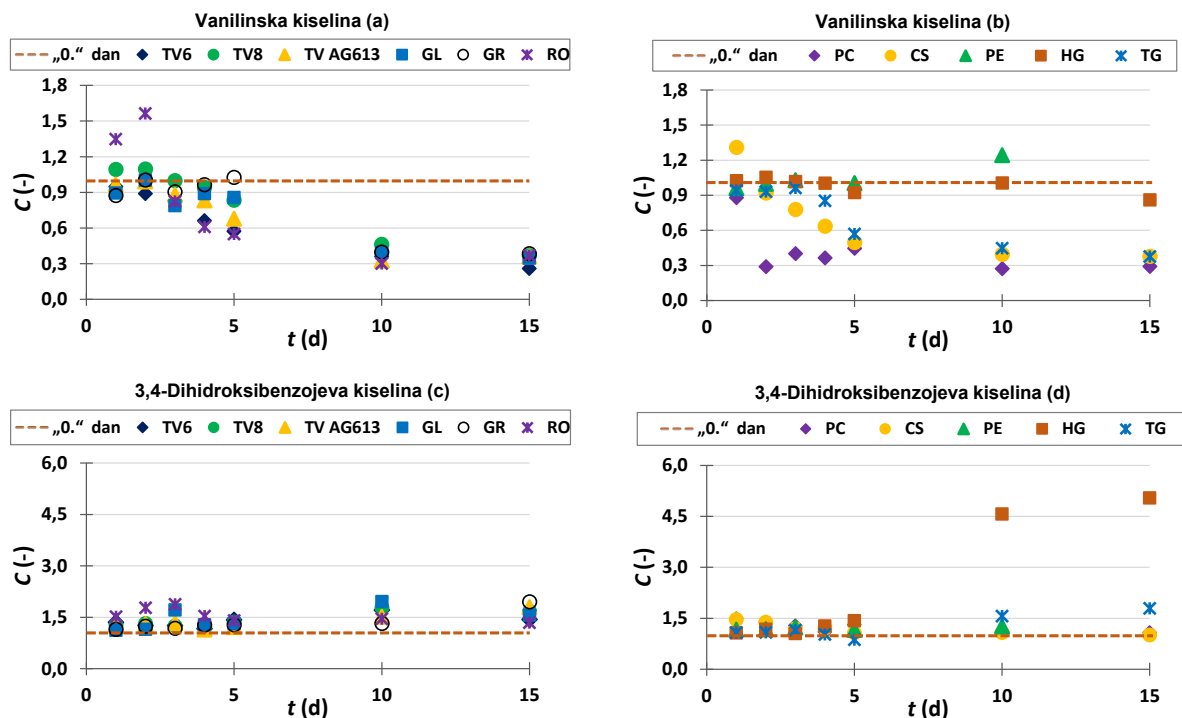 Vanilinska kiselina (a)
„0.“ dan TV6 TV8 TV AG613 GL GR RO
1,8
1,5
1,2
0,9
0,6
0,3
0,0
C (-)
0 5 10 15
t (d)
Vanilinska kiselina (b)
„0.“ dan PC CS PE HG TG
1,8
1,5
1,2
0,9
0,6
0,3
0,0
C (-)
0 5 10 15
t (d)
3,4-Dihidroksibenzojeva kiselina (c)
„0.“ dan TV6 TV8 TV AG613 GL GR RO
6,0
4,5
3,0
1,5
0,0
C (-)
0 5 10 15
t (d)
3,4-Dihidroksibenzojeva kiselina (d)
„0.“ dan PC CS PE HG TG
6,0
4,5
3,0
1,5
0,0
C (-)
0 5 10 15
t (d)